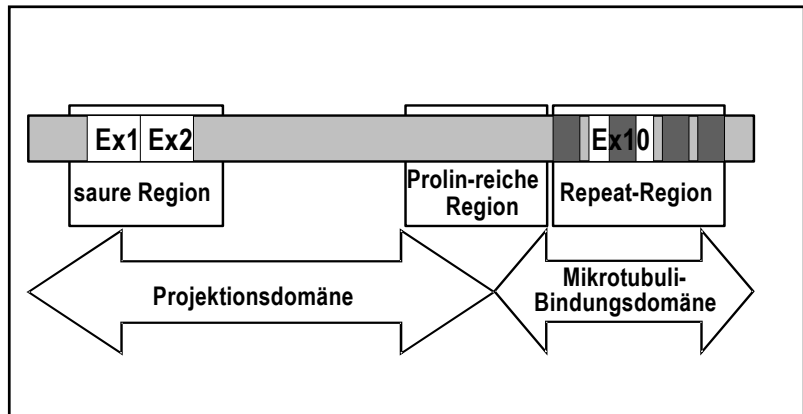 Ex1 Ex2 Ex10
saure Region
Prolin-reiche
Region
Repeat-Region
Projektionsdomäne
Mikrotubuli-
Bindungsdomäne